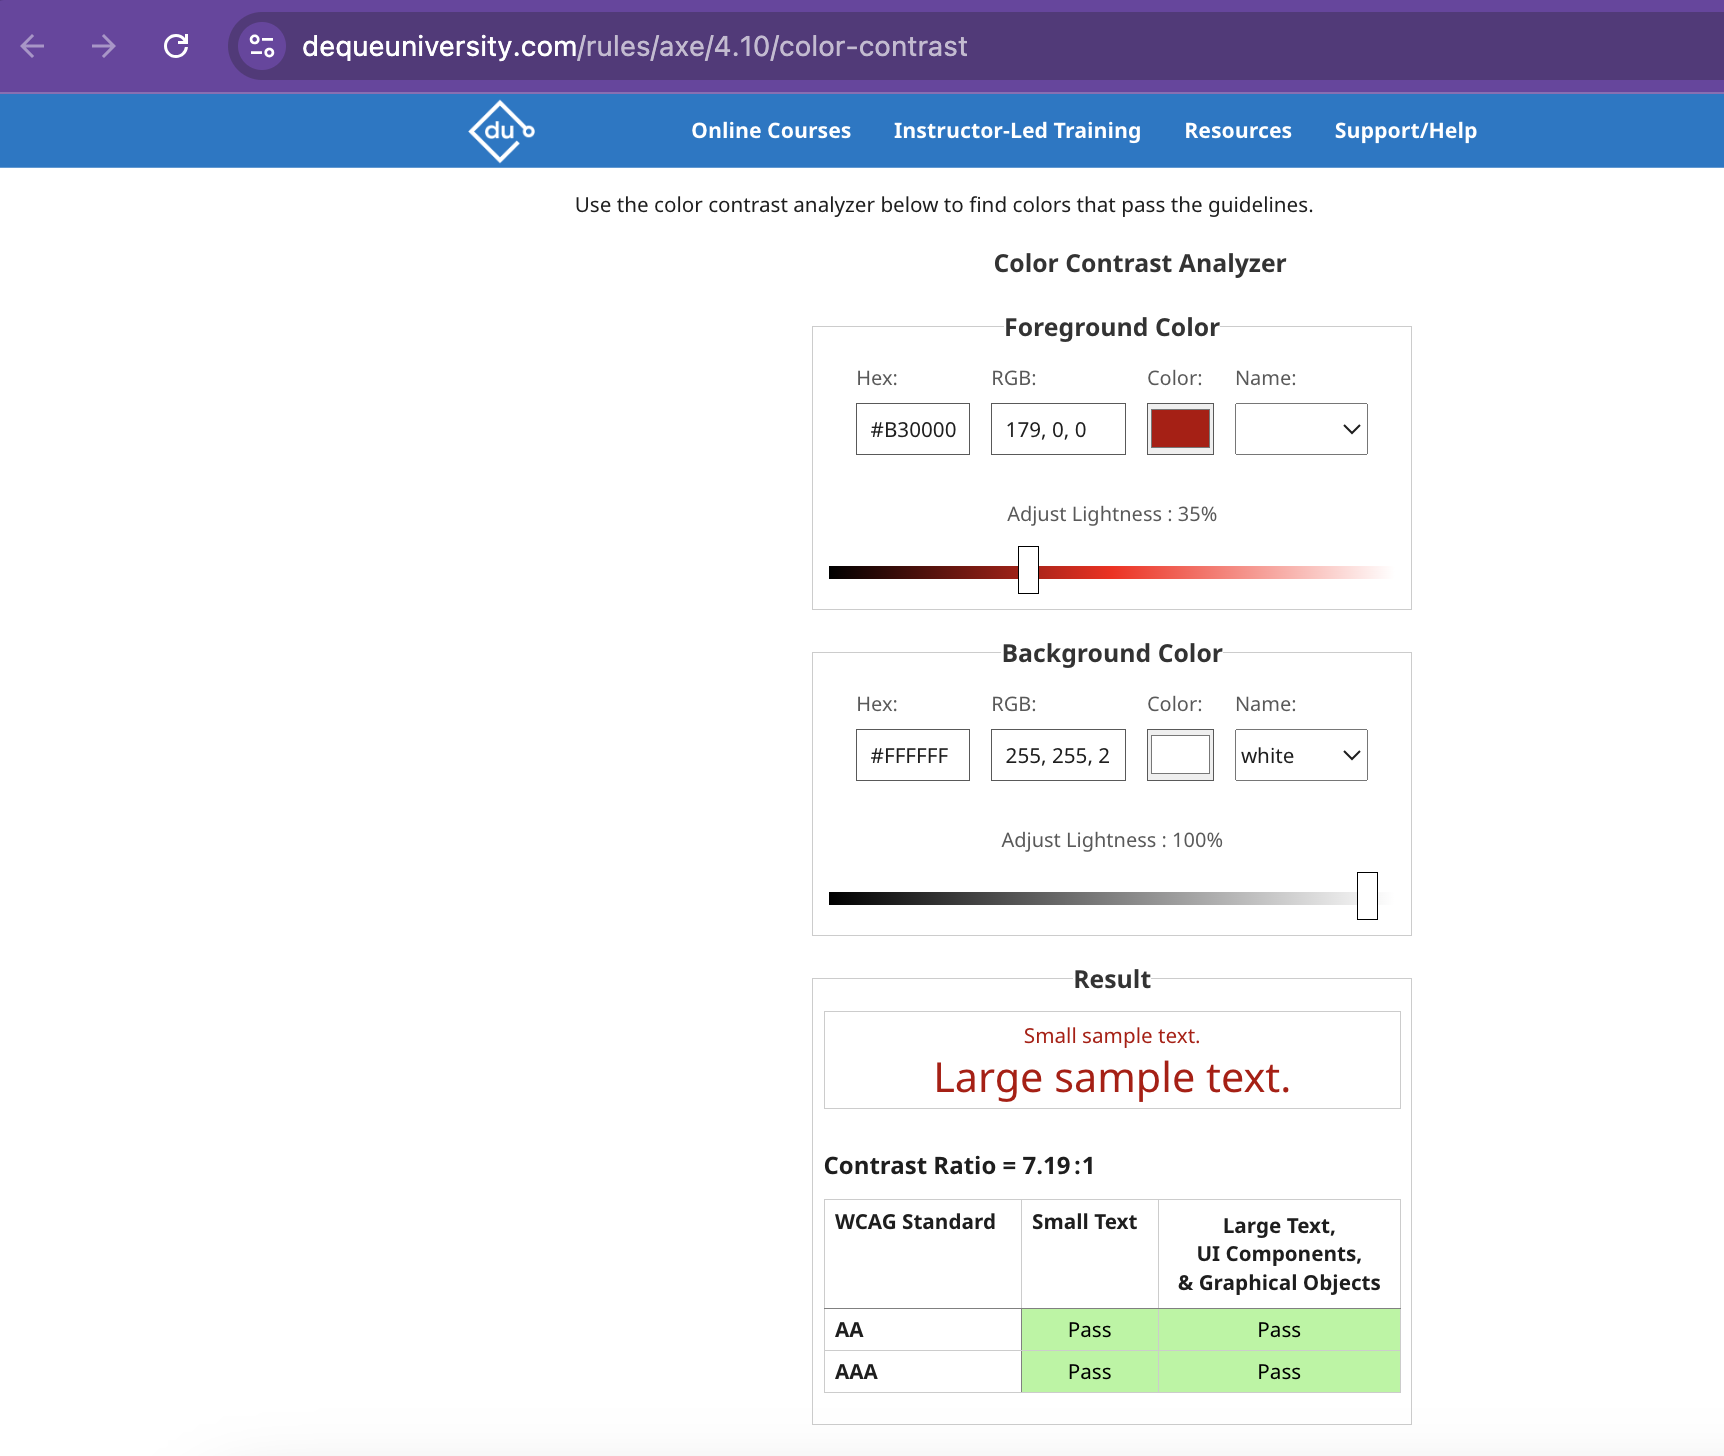 dequeuniversity.com/rules/axe/4.10/color-contrast
du
Online Courses Instructor-Led Training Resources Support/Help
Use the color contrast analyzer below to find colors that pass the guidelines.
Color Contrast Analyzer
Foreground Color
Hex: RGB: Color: Name:
#B30000 179, 0, 0
Adjust Lightness : 35%
Background Color
Hex: RGB: Color: Name:
#FFFFFF 255, 255, 2 white
Adjust Lightness : 100%
Result
Small sample text.
Large sample text.
Contrast Ratio = 7.19:1
WCAG Standard Small Text Large Text,
UI Components,
& Graphical Objects
AA Pass Pass
AAA Pass Pass